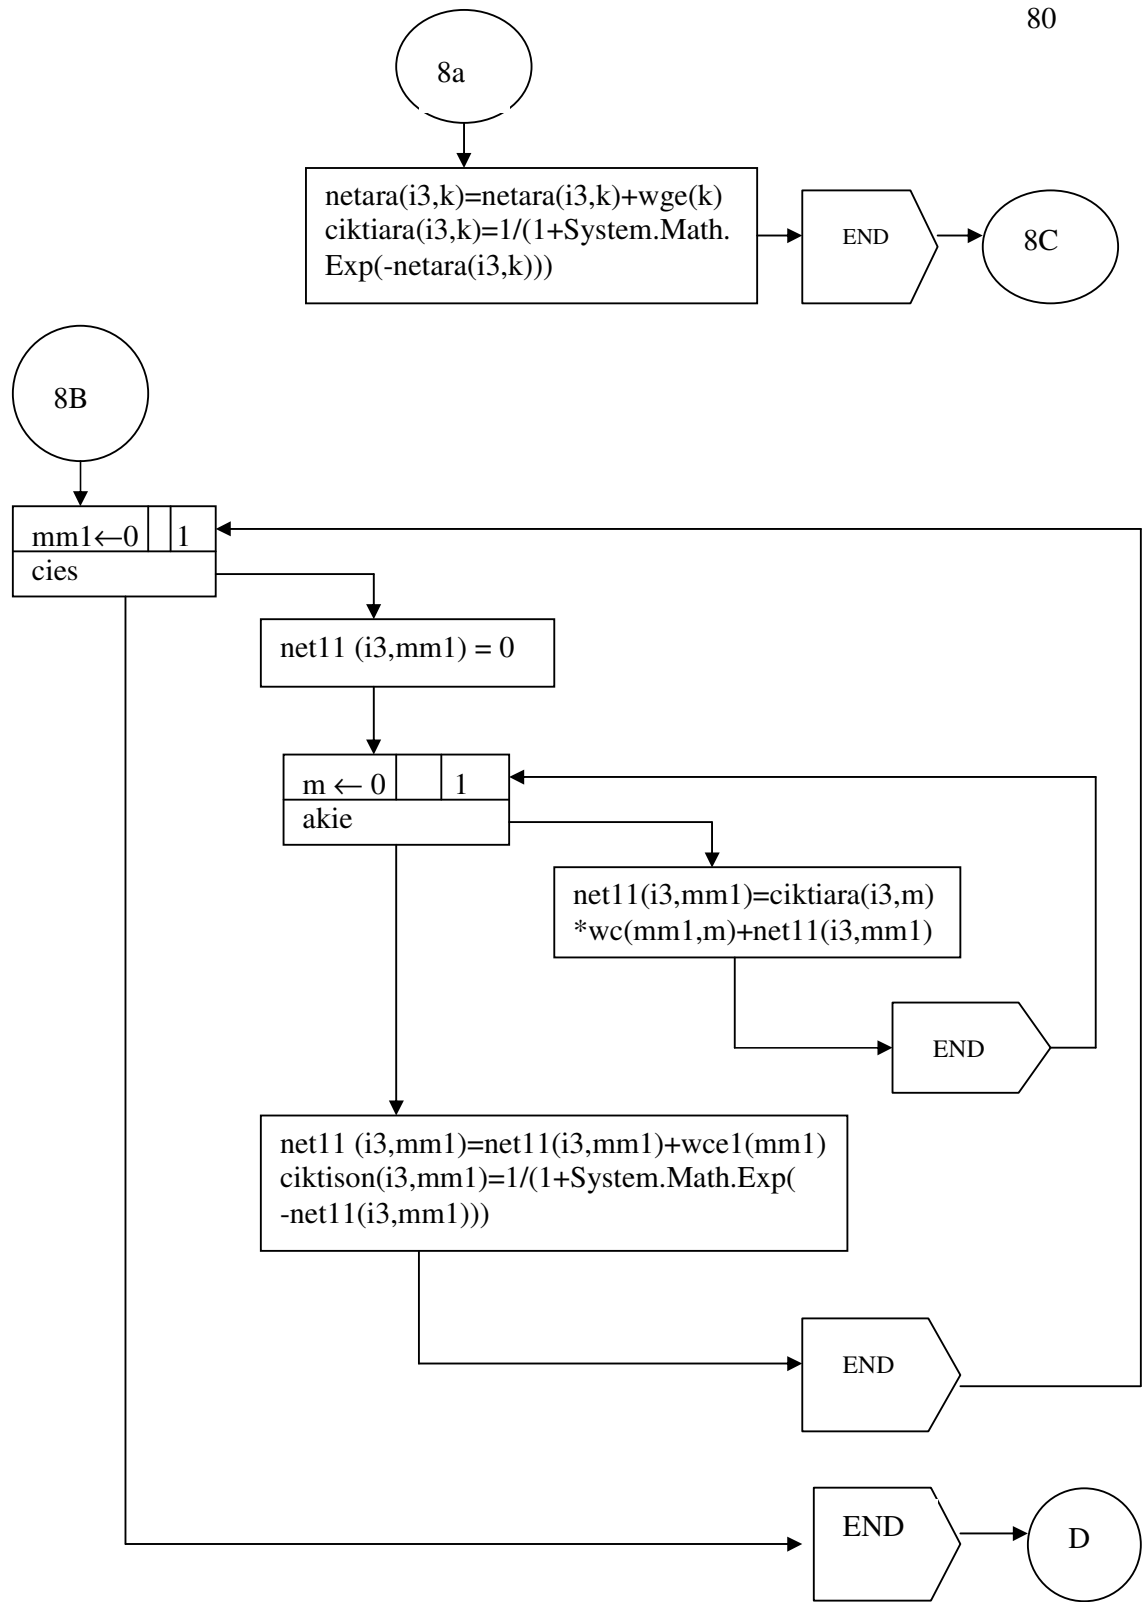 80
8a
netara(i3,k)=netara(i3,k)+wge(k)
ciktiara(i3,k)=1/(1+System.Math.
Exp(-netara(i3,k)))
END
8C
8B
mm1←0 1
cies
net11 (i3,mm1) = 0
m ← 0 1
akie
net11(i3,mm1)=ciktiara(i3,m)
*wc(mm1,m)+net11(i3,mm1)
END
net11 (i3,mm1)=net11(i3,mm1)+wce1(mm1)
ciktison(i3,mm1)=1/(1+System.Math.Exp(
-net11(i3,mm1)))
END
END
D